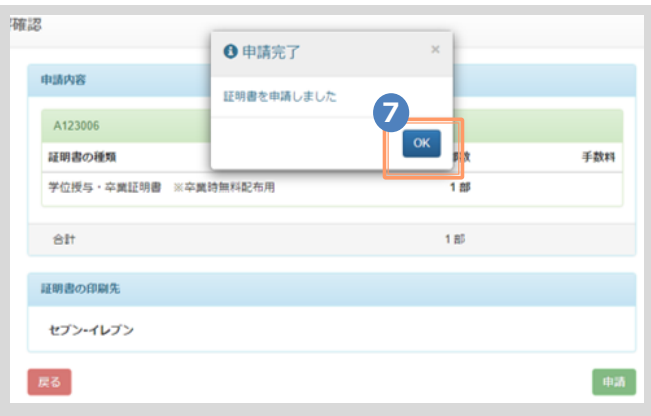 確認
申請完了 ×
申請内容
証明書を申請しました
7
A123006
OK
証明書の種類 数 手数料
学位授与・卒業証明書 ※卒業時無料配布用 1 部
合計 1 部
証明書の印刷先
セブン-イレブン
戻る 申請